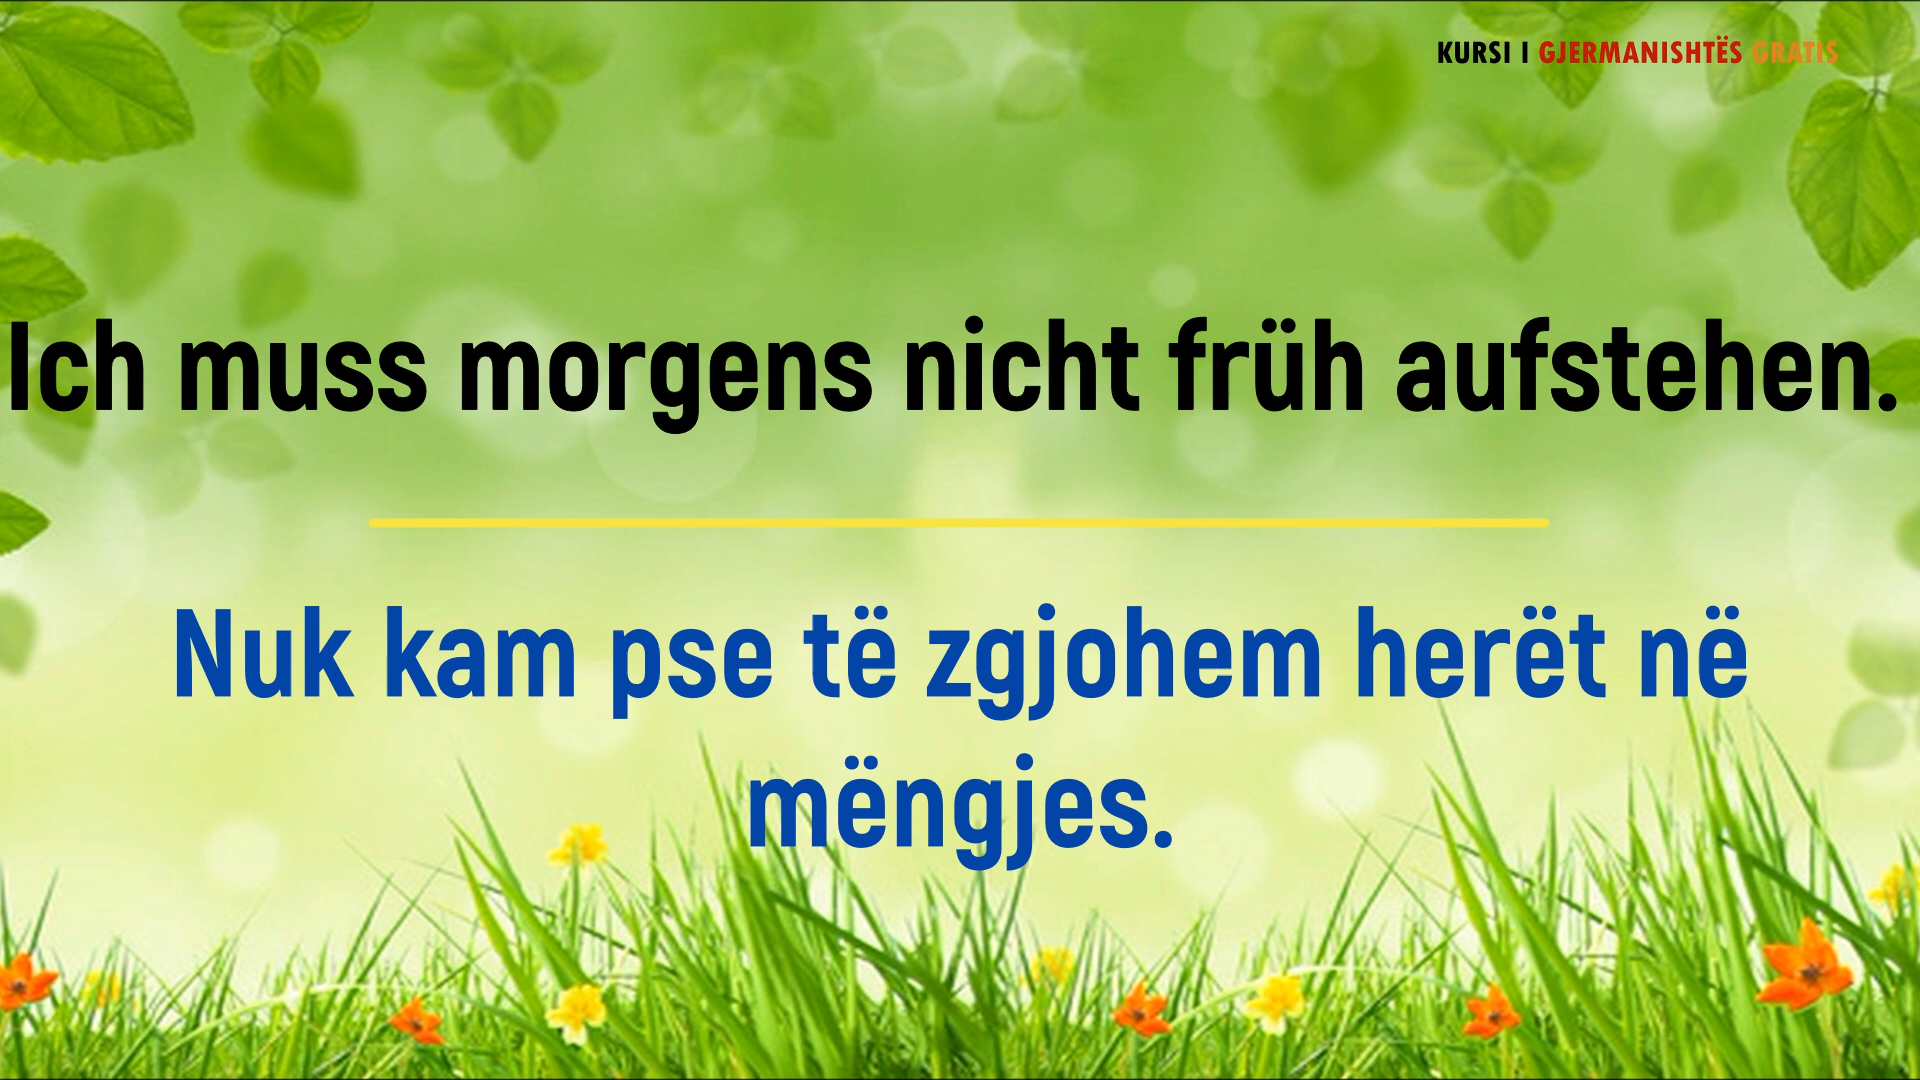 KURSI I GJERMANISHTËS GRATIS
Ich muss morgens nicht früh aufstehen.
Nuk kam pse të zgjohem herët në
mëngjes.